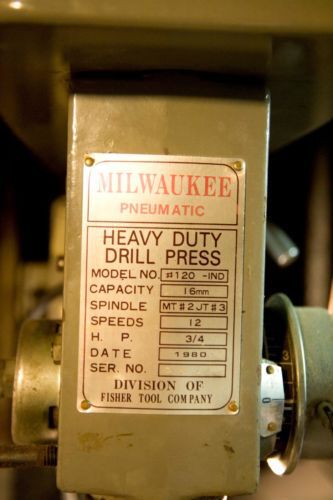 MILWAUKEE
PNEUMATIC
HEAVY DUTY
DRILL PRESS
MODEL NO. #120-IND
CAPACITY 16mm
SPINDLE MT#2JT#3
SPEEDS 12
H. P. 3/4
DATE 1980
SER. NO.
DIVISION OF
FISHER TOOL COMPANY
0